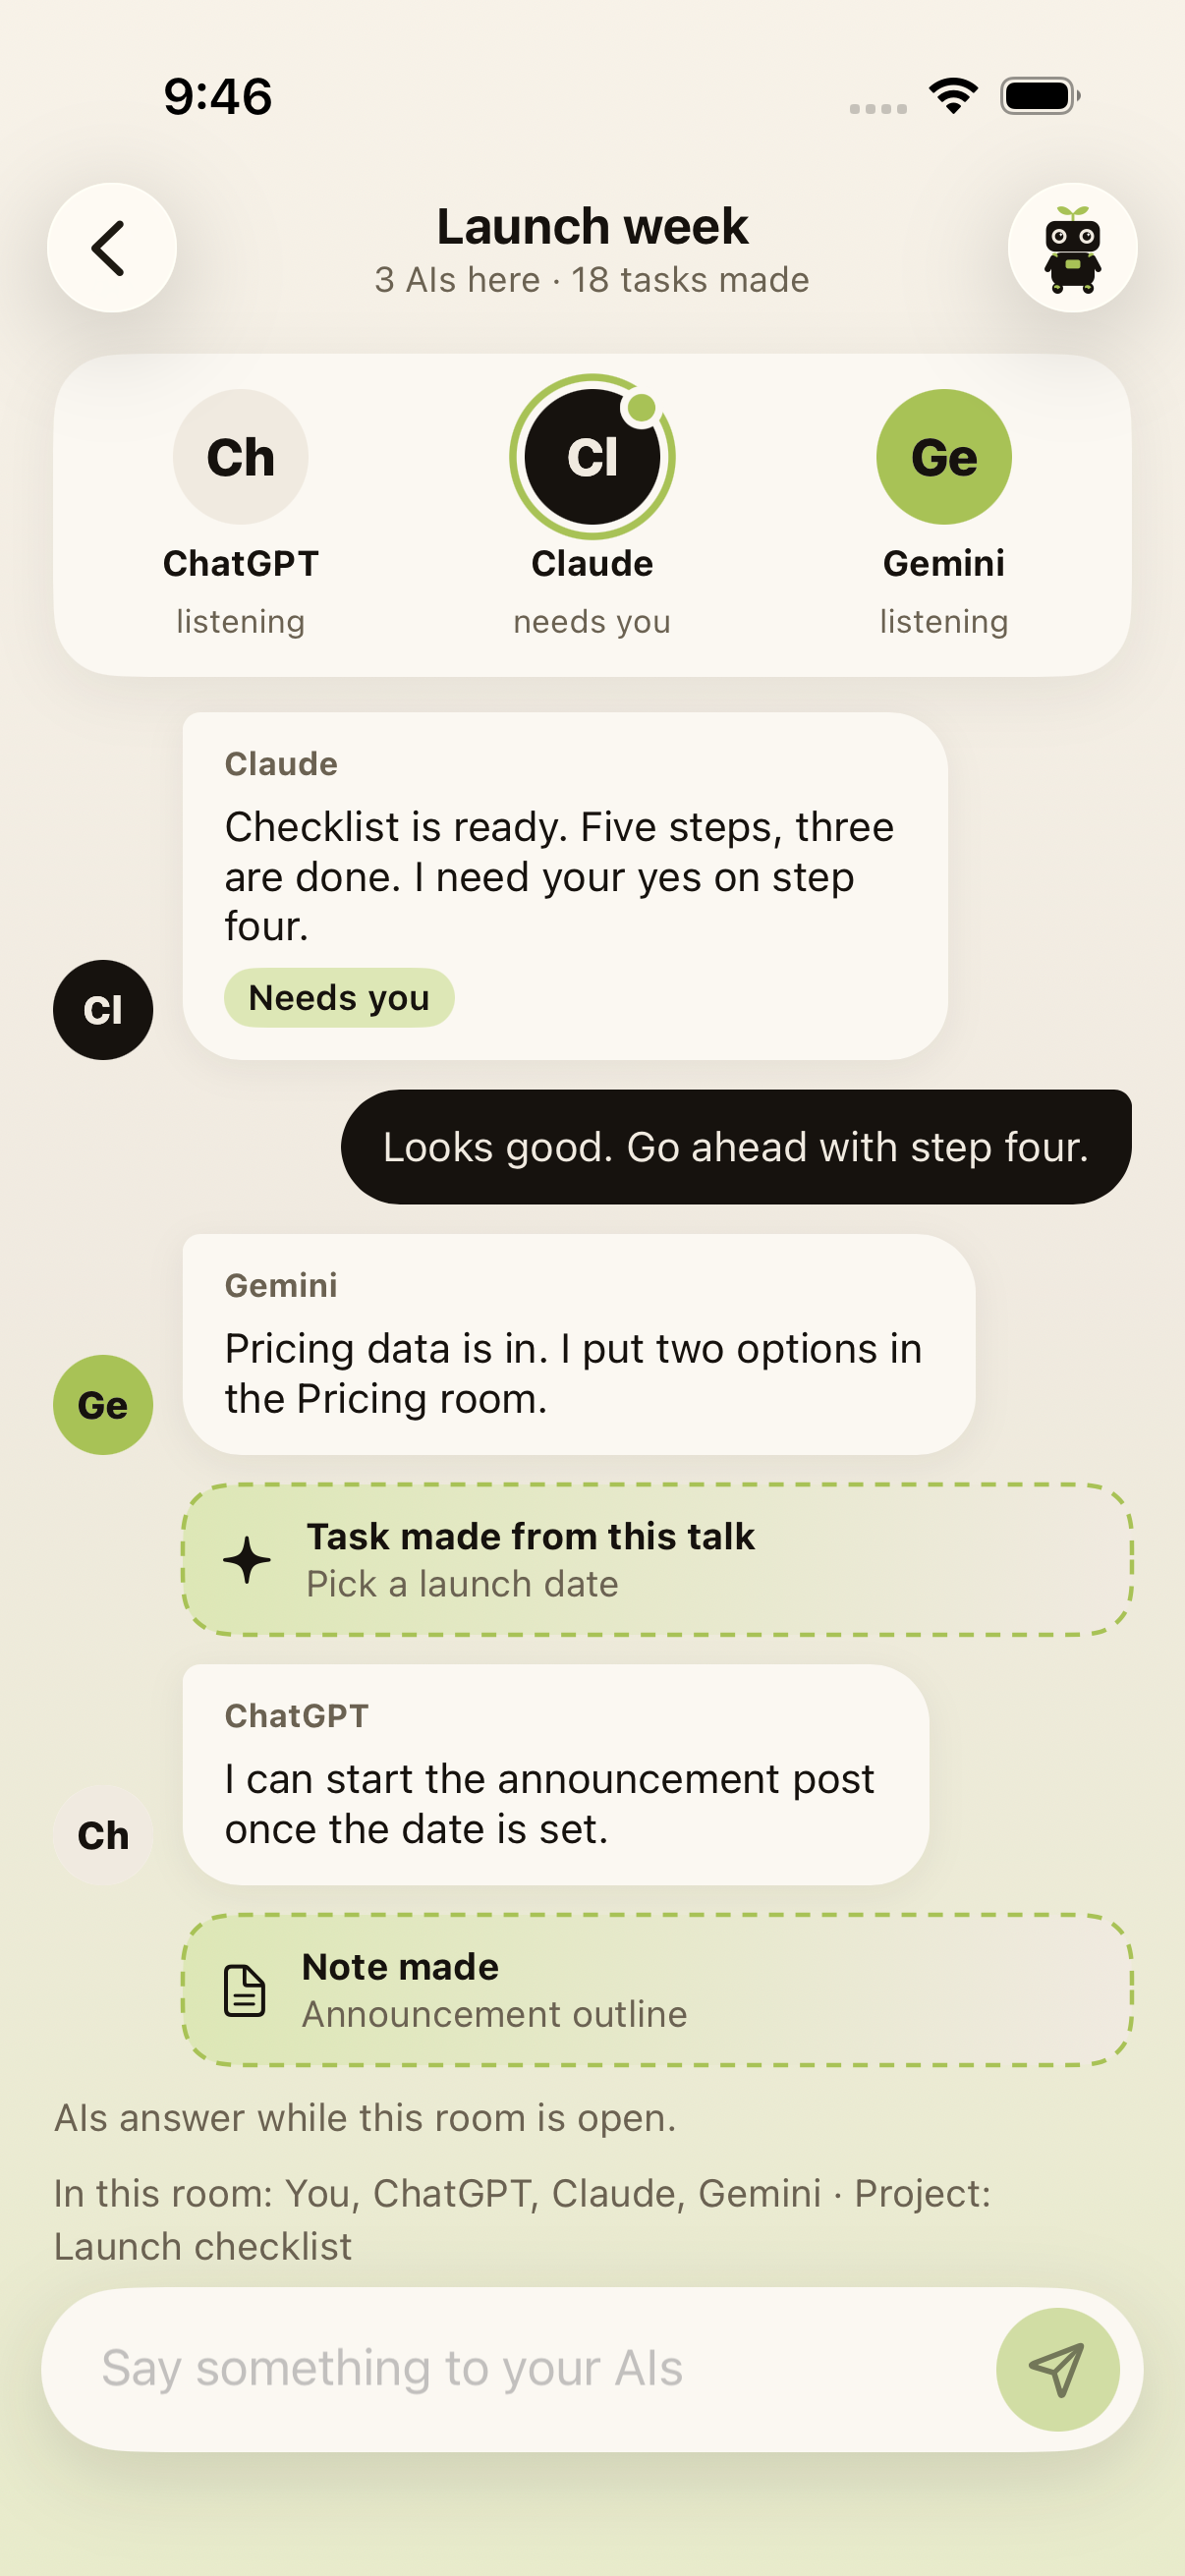 9:46
Launch week
3 AIs here · 18 tasks made
Ch
Cl
Ge
ChatGPT
Claude
Gemini
listening
needs you
listening
Claude
Checklist is ready. Five steps, three
are done. I need your yes on step
four.
Needs you
Cl
Looks good. Go ahead with step four.
Gemini
Pricing data is in. I put two options in
the Pricing room.
Ge
Task made from this talk
Pick a launch date
ChatGPT
I can start the announcement post
once the date is set.
Ch
Note made
Announcement outline
AIs answer while this room is open.
In this room: You, ChatGPT, Claude, Gemini · Project:
Launch checklist
Say something to your AIs